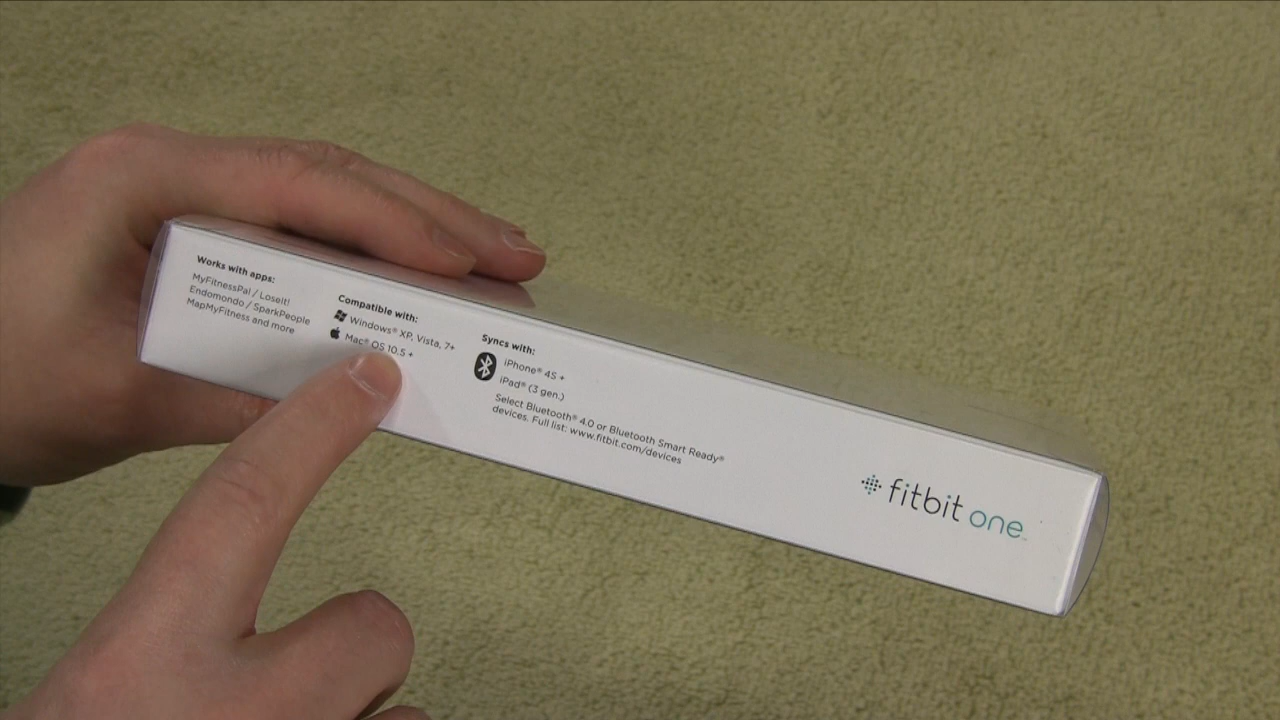 Works with apps:
MyFitnessPal / LoseIt!
Endomondo / SparkPeople
MapMyFitness and more
Compatible with:
Windows® XP, Vista, 7+
Mac® OS 10.5 +
Syncs with:
iPhone® 4S +
iPad® (3 gen.)
Select Bluetooth® 4.0 or Bluetooth Smart Ready®
devices. Full list: www.fitbit.com/devices
fitbit one™